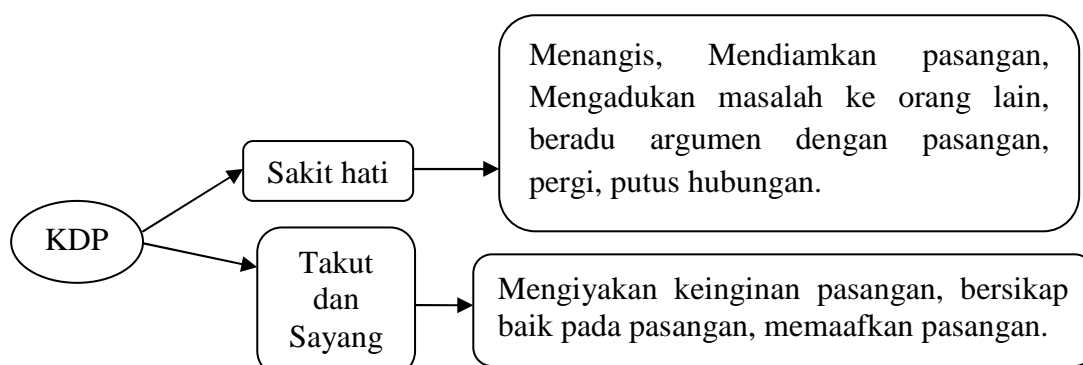 Menangis, Mendiamkan pasangan,
Mengadukan masalah ke orang lain,
beradu argumen dengan pasangan,
pergi, putus hubungan.
Sakit hati
KDP
Takut
dan
Sayang
Mengiyakan keinginan pasangan, bersikap
baik pada pasangan, memaafkan pasangan.